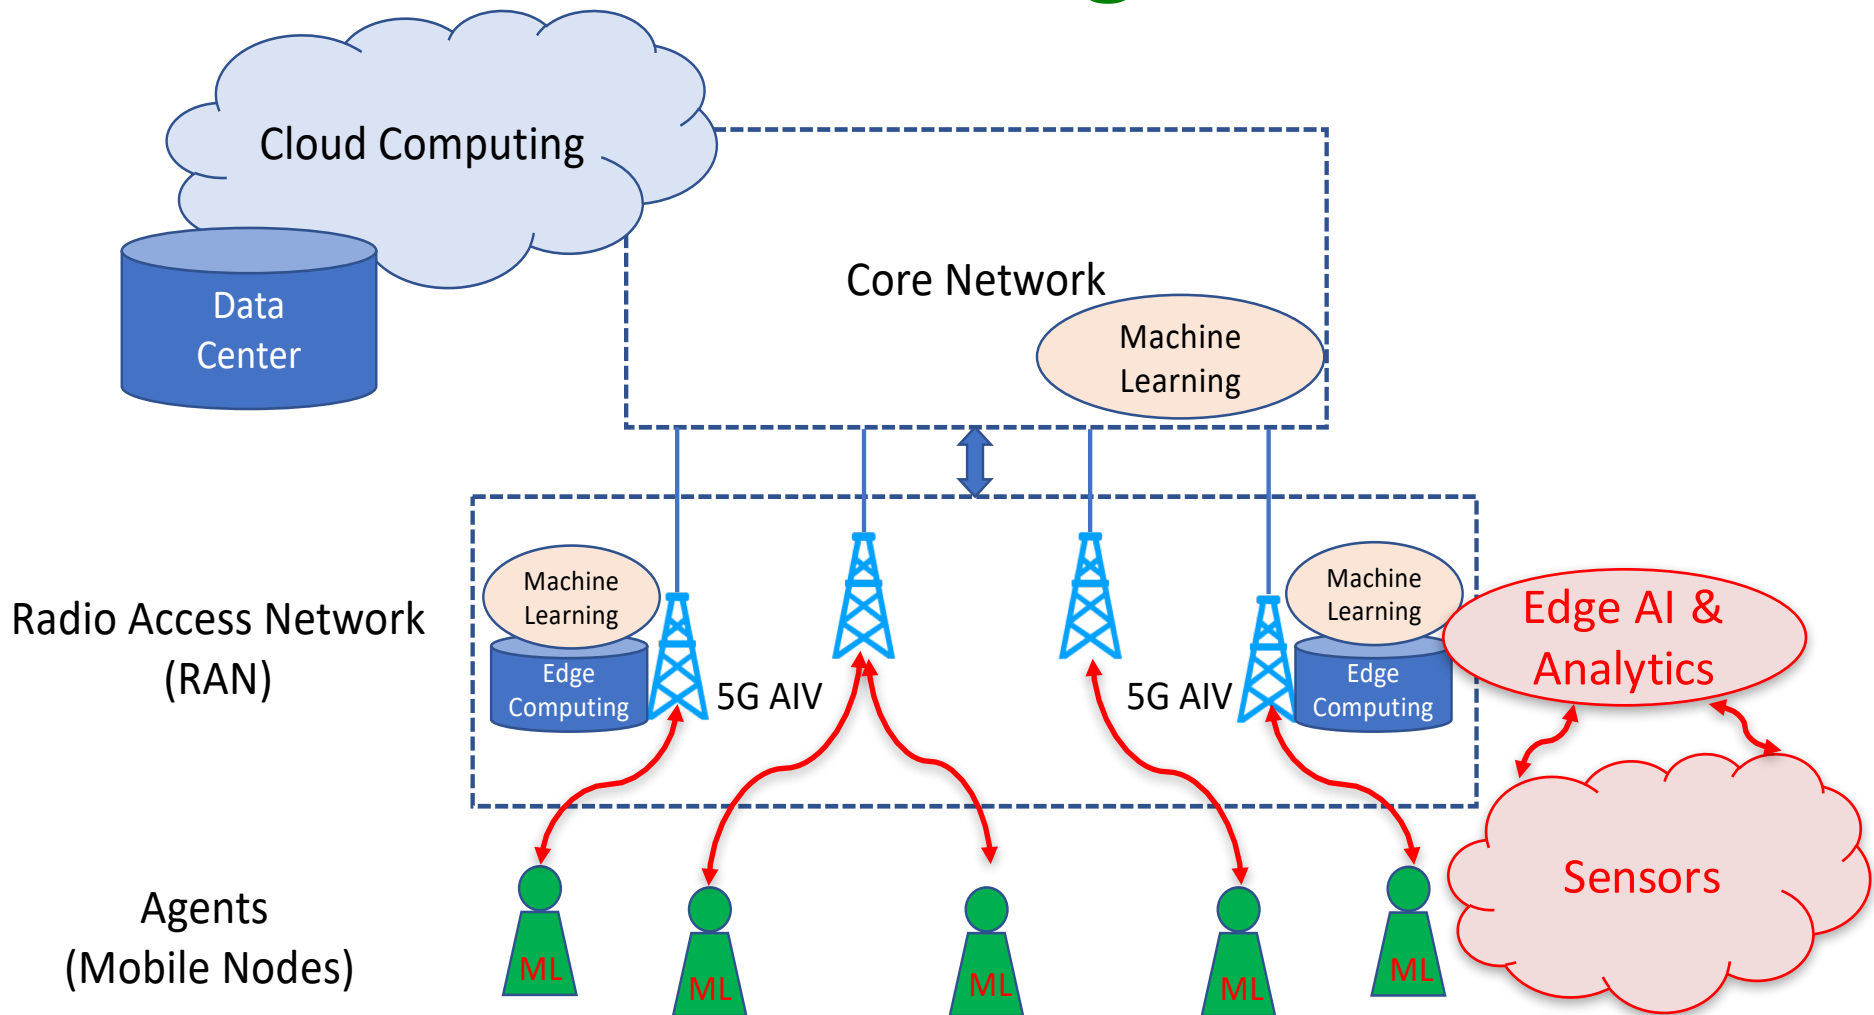 Cloud Computing
Data
Center
Core Network
Machine
Learning
Radio Access Network
(RAN)
Machine
Learning
Edge
Computing
5G AIV
5G AIV
Machine
Learning
Edge
Computing
Edge AI &
Analytics
Sensors
Agents
(Mobile Nodes)
ML
ML
ML
ML
ML